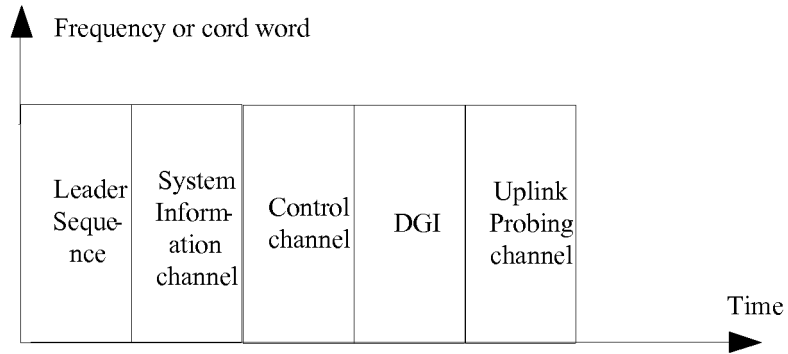 Frequency or cord word
Leader
Seque-
nce
System
Inform-
ation
channel
Control
channel
DGI
Uplink
Probing
channel
Time